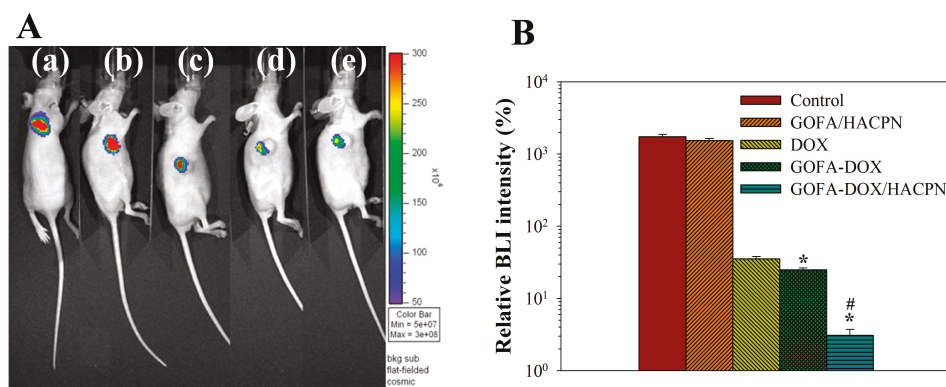 A
(a) (b) (c) (d) (e)
300
250
200
150
100
50
x10⁶
Color Bar
Min = 5e+07
Max = 3e+08
bkg sub
flat-fielded
cosmic
B
Relative BLI intensity (%)
10⁴
10³
10²
10¹
10⁰
Control
GOFA/HACPN
DOX
GOFA-DOX
GOFA-DOX/HACPN
*
#
*